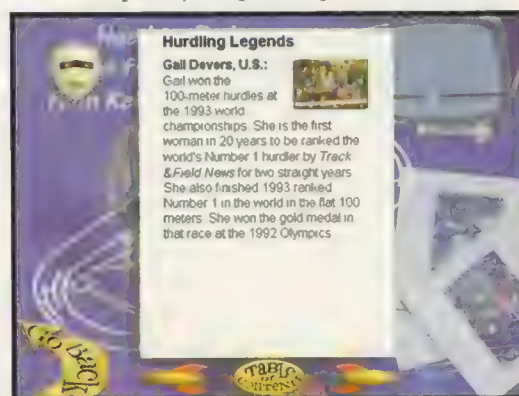 Hurdling Legends
Gail Devers, U.S.:
Gail won the
100-meter hurdles at
the 1993 world
championships. She is the first
woman in 20 years to be ranked the
world's Number 1 hurdler by Track
&Field News for two straight years
She also finished 1993 ranked
Number 1 in the world in the flat 100
meters. She won the gold medal in
that race at the 1992 Olympics
Go Back
TABLE
OF
CONTENTS